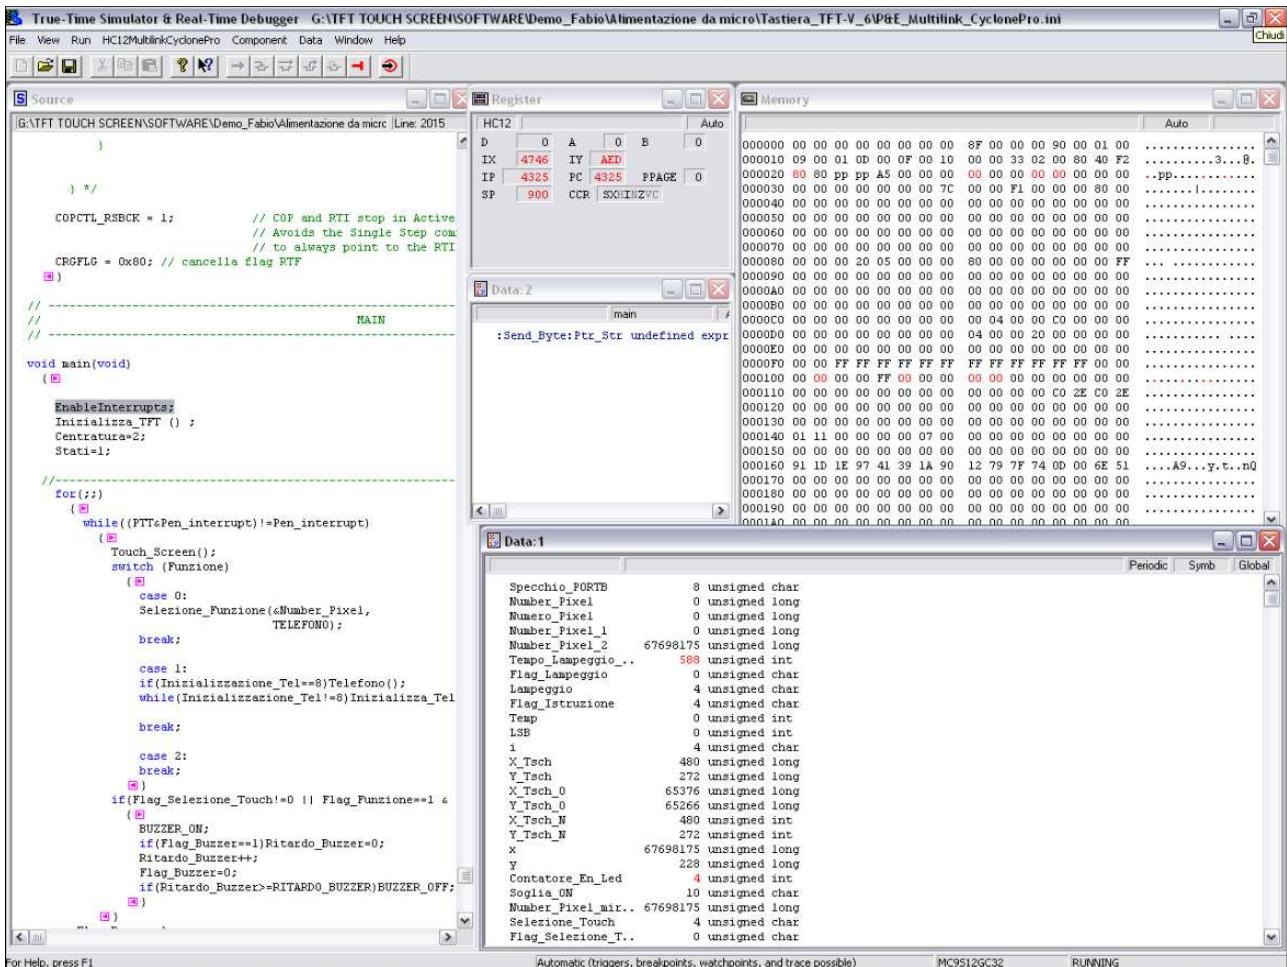 True-Time Simulator & Real-Time Debugger G:\TFT TOUCH SCREEN\SOFTWARE\Demo_Fabio\Alimentazione da micro\Tastiera_TFT-V_6\P&E_Multilink_CyclonePro.ini
Chiudi
File View Run HC12MultilinkCyclonePro Component Data Window Help
Source
G:\TFT TOUCH SCREEN\SOFTWARE\Demo_Fabio\Alimentazione da micrc Line: 2015
}
} */
COPCTL_RSBCK = 1; // COP and RTI stop in Active
// Avoids the Single Step com
// to always point to the RTI
CRGFLG = 0x80; // cancella flag RTF
}
// ---------------------------------------------------------
// MAIN
// ---------------------------------------------------------
void main(void)
{
EnableInterrupts;
Inizializza_TFT () ;
Centratura=2;
Stati=1;
//---------------------------------------------------------
for(;;)
{
while((PTT&Pen_interrupt)!=Pen_interrupt)
{
Touch_Screen();
switch (Funzione)
{
case 0:
Selezione_Funzione(&Number_Pixel,
TELEFONO);
break;
case 1:
if(Inizializzazione_Tel==8)Telefono();
while(Inizializzazione_Tel!=8)Inizializza_Tel
break;
case 2:
break;
}
if(Flag_Selezione_Touch!=0 || Flag_Funzione==1 &
{
BUZZER_ON;
if(Flag_Buzzer==1)Ritardo_Buzzer=0;
Ritardo_Buzzer++;
Flag_Buzzer=0;
if(Ritardo_Buzzer>=RITARDO_BUZZER)BUZZER_OFF;
}
}
Register
HC12 Auto
D 0 A 0 B 0
IX 4746 IY AED
IP 4325 PC 4325 PPAGE 0
SP 900 CCR SXHINZVC
Data:2
main
:Send_Byte:Ptr_Str undefined expr
Memory
Auto
000000 00 00 00 00 00 00 00 00 8F 00 00 00 90 00 01 00 ................
000010 09 00 01 0D 00 0F 00 10 00 00 33 02 00 80 40 F2 ..........3...@.
000020 80 80 pp pp A5 00 00 00 00 00 00 00 00 00 00 00 ..pp............
000030 00 00 00 00 00 00 00 7C 00 00 F1 00 00 00 80 00 .......|........
000040 00 00 00 00 00 00 00 00 00 00 00 00 00 00 00 00 ................
000050 00 00 00 00 00 00 00 00 00 00 00 00 00 00 00 00 ................
000060 00 00 00 00 00 00 00 00 00 00 00 00 00 00 00 00 ................
000070 00 00 00 00 00 00 00 00 00 00 00 00 00 00 00 00 ................
000080 00 00 20 05 00 00 00 00 80 00 00 00 00 00 00 FF .. .............
000090 00 00 00 00 00 00 00 00 00 00 00 00 00 00 00 00 ................
0000A0 00 00 00 00 00 00 00 00 00 00 00 00 00 00 00 00 ................
0000B0 00 00 00 00 00 00 00 00 00 00 00 00 00 00 00 00 ................
0000C0 00 00 00 00 00 00 00 00 00 04 00 00 C0 00 00 00 ................
0000D0 00 00 00 00 00 00 00 00 04 00 00 20 00 00 00 00 ........... ....
0000E0 00 00 00 00 00 00 00 00 00 00 00 00 00 00 00 00 ................
0000F0 00 00 FF FF FF FF FF FF FF FF FF FF FF FF 00 00 ................
000100 00 00 00 00 FF 00 00 00 00 00 00 00 00 00 00 00 ................
000110 00 00 00 00 00 00 00 00 00 00 00 00 C0 2E C0 2E ................
000120 00 00 00 00 00 00 00 00 00 00 00 00 00 00 00 00 ................
000130 00 00 00 00 00 00 00 00 00 00 00 00 00 00 00 00 ................
000140 01 11 00 00 00 00 07 00 00 00 00 00 00 00 00 00 ................
000150 00 00 00 00 00 00 00 00 00 00 00 00 00 00 00 00 ................
000160 91 1D 1E 97 41 39 1A 90 12 79 7F 74 0D 00 6E 51 ....A9...y.t..nQ
000170 00 00 00 00 00 00 00 00 00 00 00 00 00 00 00 00 ................
000180 00 00 00 00 00 00 00 00 00 00 00 00 00 00 00 00 ................
000190 00 00 00 00 00 00 00 00 00 00 00 00 00 00 00 00 ................
0001A0 00 00 00 00 00 00 00 00 00 00 00 00 00 00 00 00 ................
Data:1
Periodic Symb Global
Specchio_PORTB 8 unsigned char
Number_Pixel 0 unsigned long
Numero_Pixel 0 unsigned long
Number_Pixel_1 0 unsigned long
Number_Pixel_2 67698175 unsigned long
Tempo_Lampeggio_.. 588 unsigned int
Flag_Lampeggio 0 unsigned char
Lampeggio 4 unsigned char
Flag_Istruzione 4 unsigned char
Temp 0 unsigned int
LSB 0 unsigned int
i 4 unsigned char
X_Tsch 480 unsigned long
Y_Tsch 272 unsigned long
X_Tsch_0 65376 unsigned long
Y_Tsch_0 65266 unsigned long
X_Tsch_N 480 unsigned int
Y_Tsch_N 272 unsigned int
x 67698175 unsigned long
y 228 unsigned long
Contatore_En_Led 4 unsigned int
Soglia_ON 10 unsigned char
Number_Pixel_mir.. 67698175 unsigned long
Selezione_Touch 4 unsigned char
Flag_Selezione_T.. 0 unsigned char
For Help, press F1 Automatic (triggers, breakpoints, watchpoints, and trace possible) MC9S12GC32 RUNNING